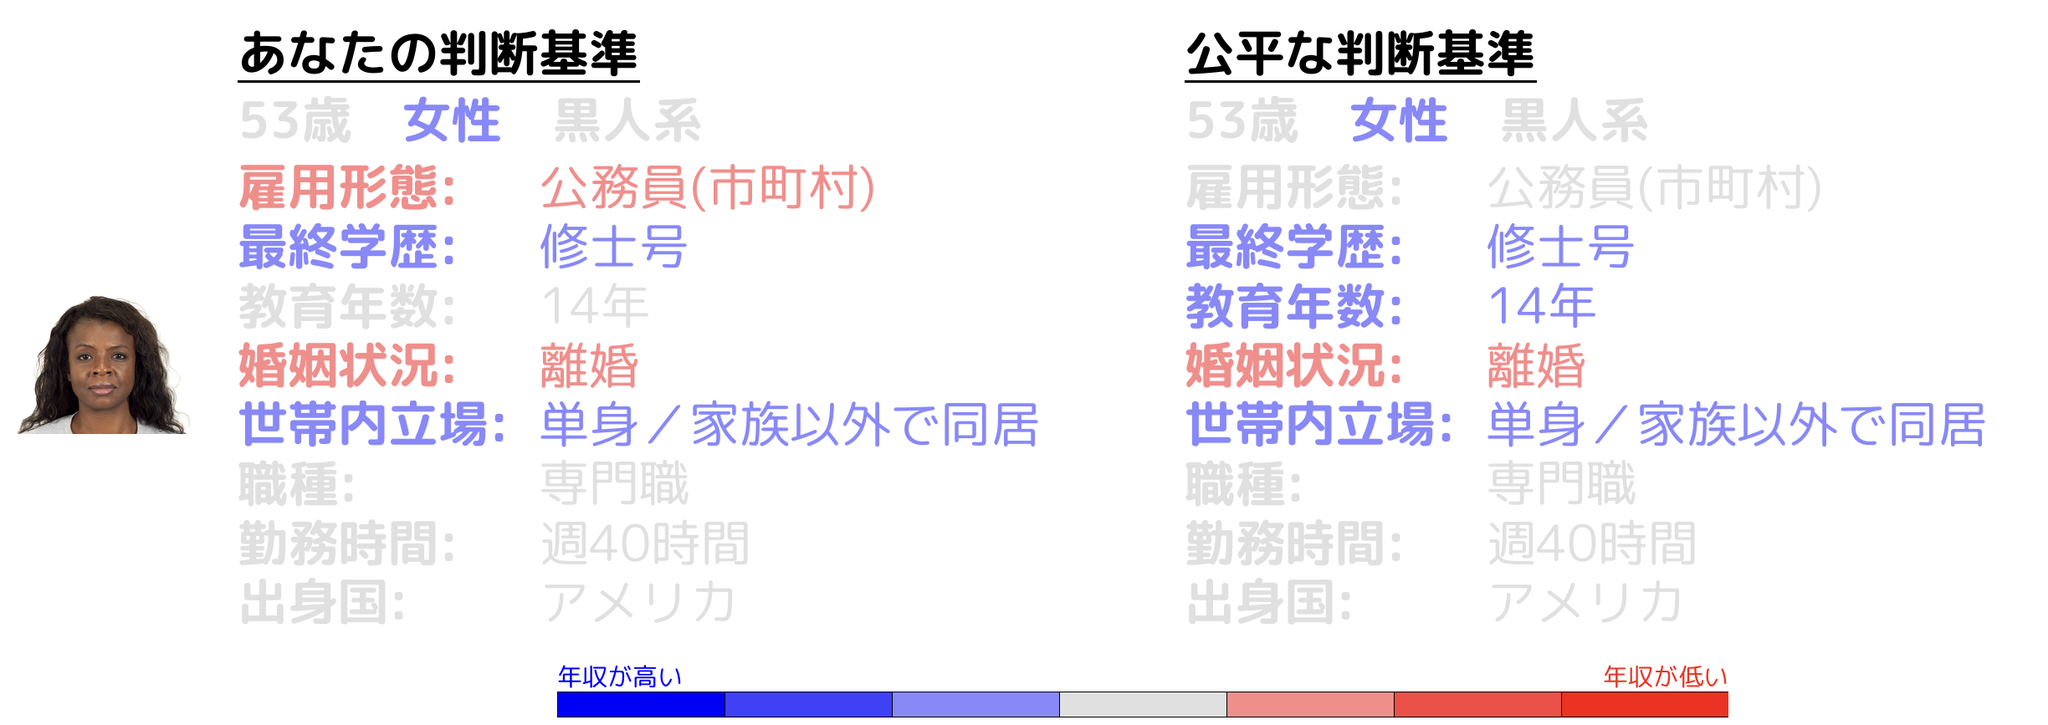 あなたの判断基準
53歳 女性 黒人系
雇用形態: 公務員(市町村)
最終学歴: 修士号
教育年数: 14年
婚姻状況: 離婚
世帯内立場: 単身／家族以外で同居
職種: 専門職
勤務時間: 週40時間
出身国: アメリカ
公平な判断基準
53歳 女性 黒人系
雇用形態: 公務員(市町村)
最終学歴: 修士号
教育年数: 14年
婚姻状況: 離婚
世帯内立場: 単身／家族以外で同居
職種: 専門職
勤務時間: 週40時間
出身国: アメリカ
年収が高い
年収が低い